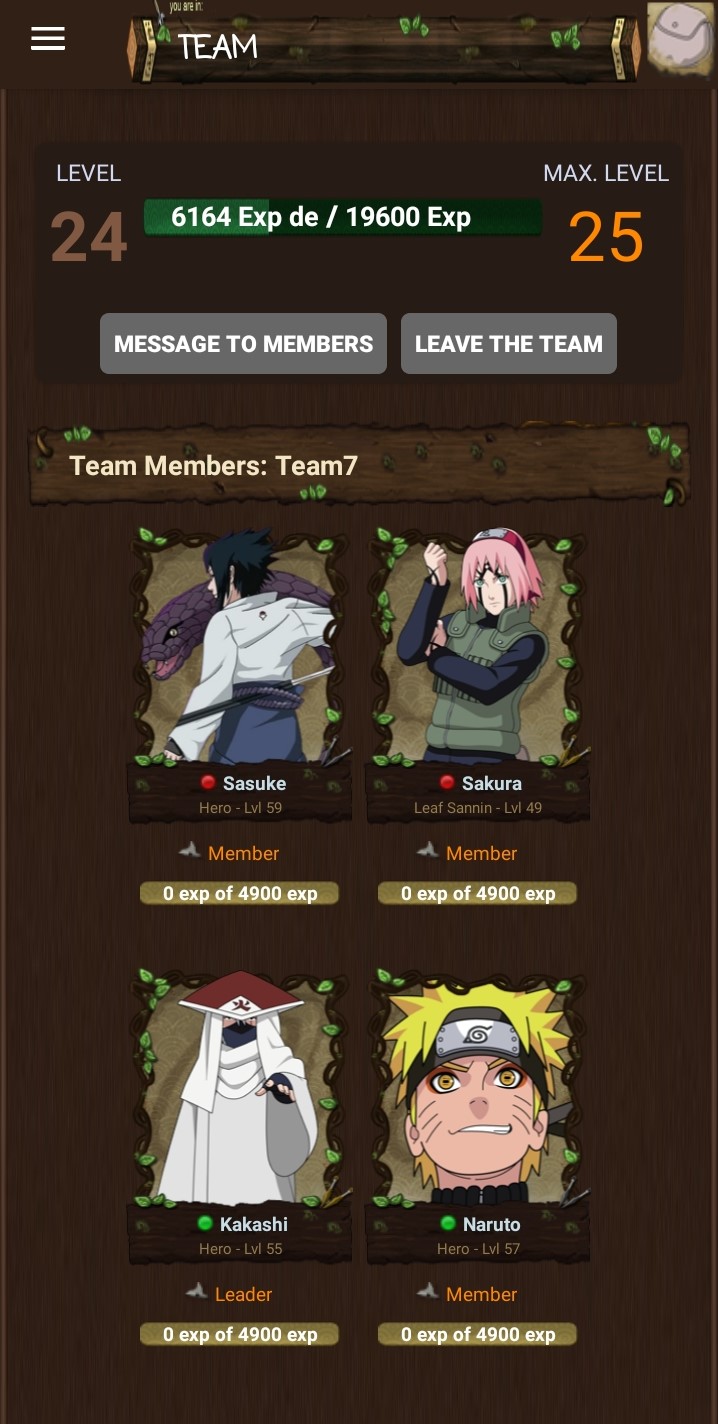 you are in:
TEAM
LEVEL
MAX. LEVEL
24
6164 Exp de / 19600 Exp
25
MESSAGE TO MEMBERS
LEAVE THE TEAM
Team Members: Team7
Sasuke
Hero - Lvl 59
Member
0 exp of 4900 exp
Sakura
Leaf Sannin - Lvl 49
Member
0 exp of 4900 exp
火
Kakashi
Hero - Lvl 55
Leader
0 exp of 4900 exp
Naruto
Hero - Lvl 57
Member
0 exp of 4900 exp